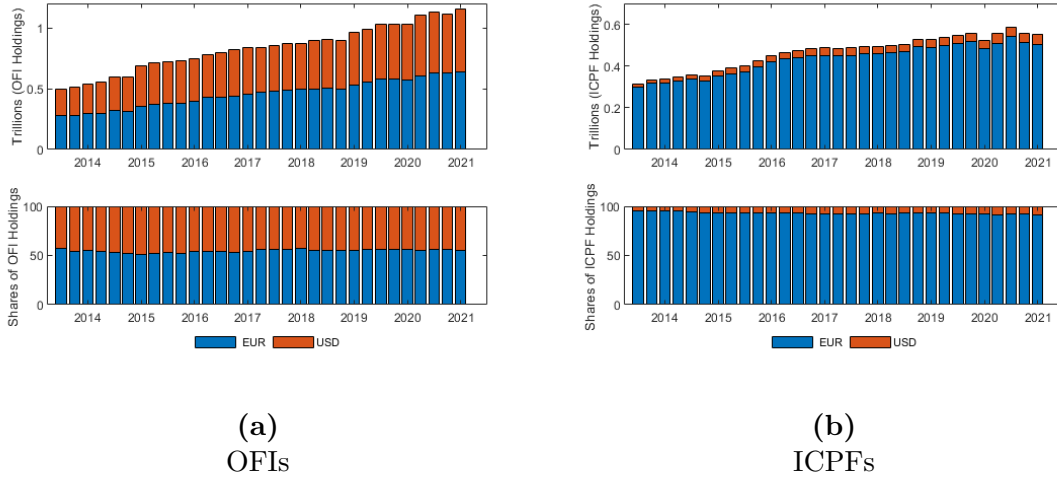 Trillions (OFI Holdings)
1
0.5
0
2014 2015 2016 2017 2018 2019 2020 2021
Shares of OFI Holdings
100
50
0
2014 2015 2016 2017 2018 2019 2020 2021
EUR USD
(a)
OFIs
Trillions (ICPF Holdings)
0.6
0.4
0.2
0
2014 2015 2016 2017 2018 2019 2020 2021
Shares of ICPF Holdings
100
50
0
2014 2015 2016 2017 2018 2019 2020 2021
EUR USD
(b)
ICPFs